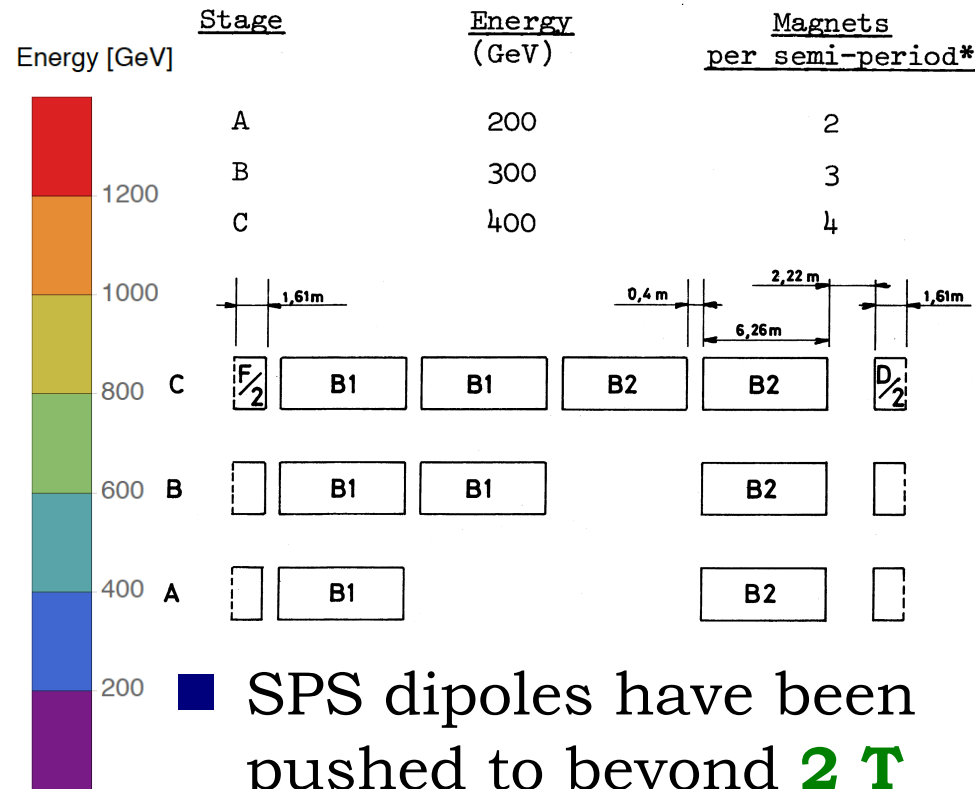 Stage Energy Magnets
Energy [GeV] (GeV) per semi-period*
A 200 2
B 300 3
C 400 4
1200
1000
800
600
400
200
2,22 m
1,61m 0,4 m 1,61m
6,26m
C F/2 B1 B1 B2 B2 D/2
B B1 B1 B2
A B1 B2
SPS dipoles have been
pushed to beyond 2 T